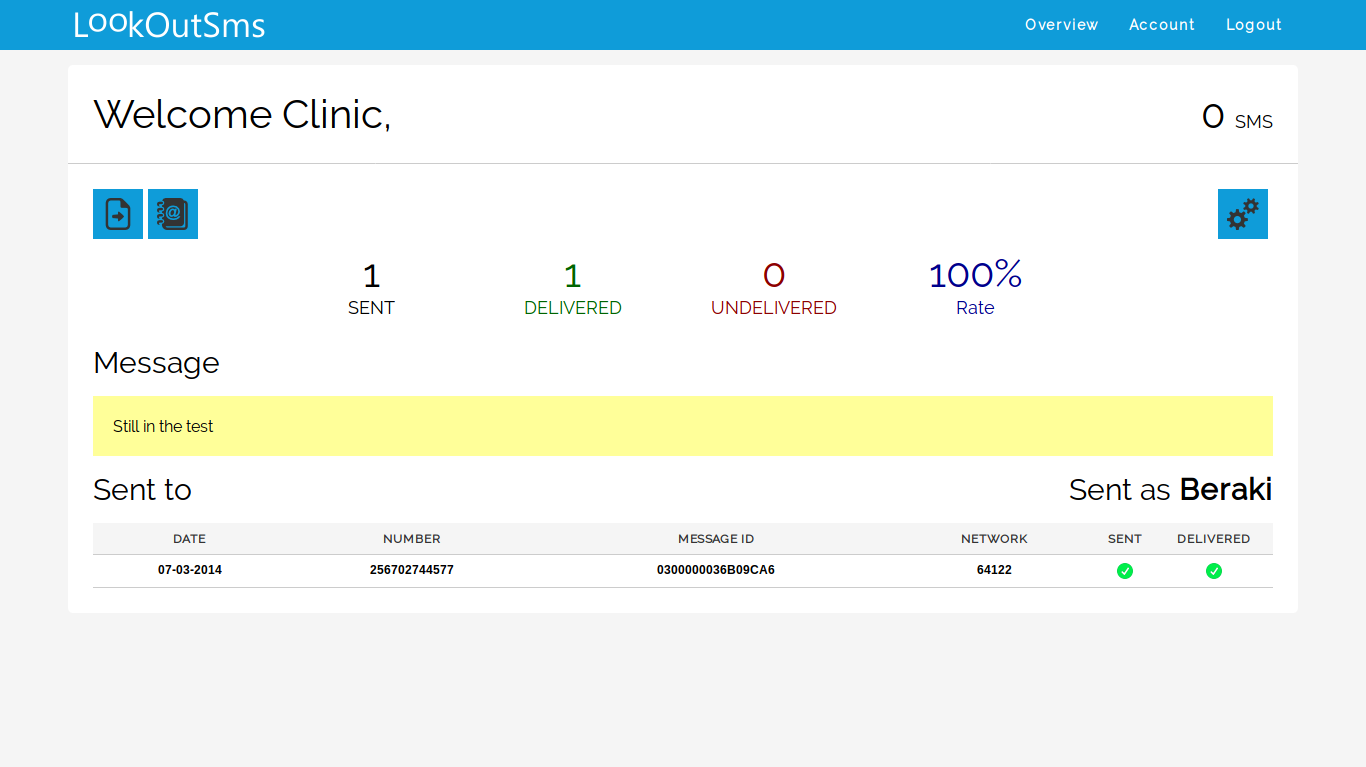 LookOutSms
Overview Account Logout
Welcome Clinic,
0 SMS
@
1 1 0 100%
SENT DELIVERED UNDELIVERED Rate
Message
Still in the test
Sent to Sent as Beraki
DATE NUMBER MESSAGE ID NETWORK SENT DELIVERED
07-03-2014 256702744577 0300000036B09CA6 64122